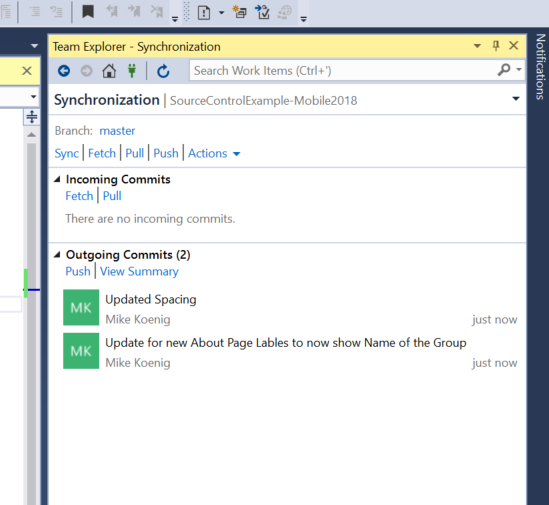 Team Explorer - Synchronization
Search Work Items (Ctrl+')
Synchronization | SourceControlExample-Mobile2018
Branch: master
Sync | Fetch | Pull | Push | Actions
Incoming Commits
Fetch | Pull
There are no incoming commits.
Outgoing Commits (2)
Push | View Summary
MK Updated Spacing
Mike Koenig just now
MK Update for new About Page Lables to now show Name of the Group
Mike Koenig just now
Notifications